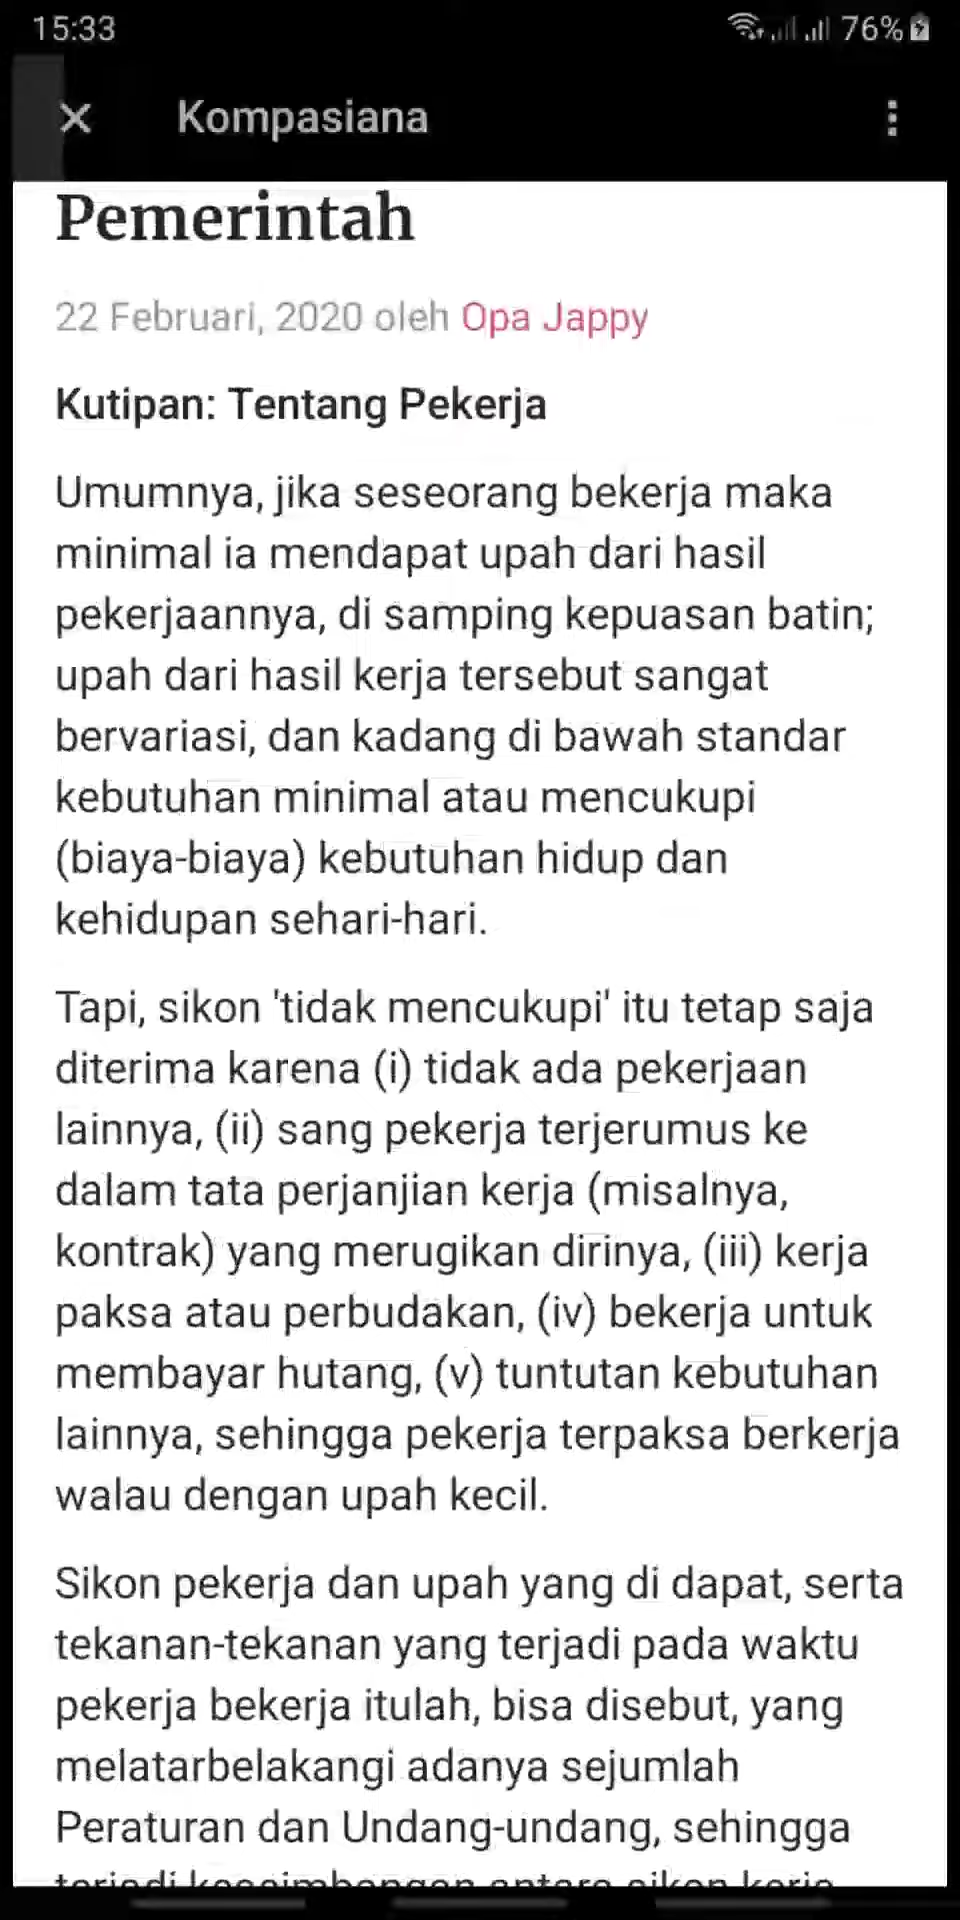 15:33
76%
Kompasiana
Pemerintah
22 Februari, 2020 oleh Opa Jappy
Kutipan: Tentang Pekerja
Umumnya, jika seseorang bekerja maka
minimal ia mendapat upah dari hasil
pekerjaannya, di samping kepuasan batin;
upah dari hasil kerja tersebut sangat
bervariasi, dan kadang di bawah standar
kebutuhan minimal atau mencukupi
(biaya-biaya) kebutuhan hidup dan
kehidupan sehari-hari.
Tapi, sikon 'tidak mencukupi' itu tetap saja
diterima karena (i) tidak ada pekerjaan
lainnya, (ii) sang pekerja terjerumus ke
dalam tata perjanjian kerja (misalnya,
kontrak) yang merugikan dirinya, (iii) kerja
paksa atau perbudakan, (iv) bekerja untuk
membayar hutang, (v) tuntutan kebutuhan
lainnya, sehingga pekerja terpaksa berkerja
walau dengan upah kecil.
Sikon pekerja dan upah yang di dapat, serta
tekanan-tekanan yang terjadi pada waktu
pekerja bekerja itulah, bisa disebut, yang
melatarbelakangi adanya sejumlah
Peraturan dan Undang-undang, sehingga